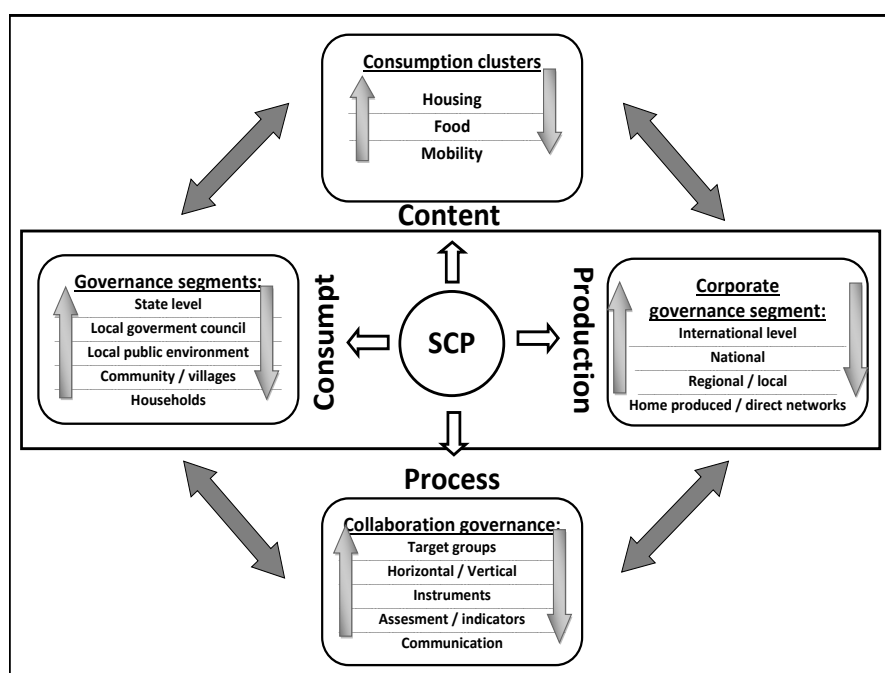 Consumption clusters
Housing
Food
Mobility
Content
Governance segments:
State level
Local goverment council
Local public environment
Community / villages
Households
Consumpt
SCP
Production
Corporate
governance segment:
International level
National
Regional / local
Home produced / direct networks
Process
Collaboration governance:
Target groups
Horizontal / Vertical
Instruments
Assesment / indicators
Communication